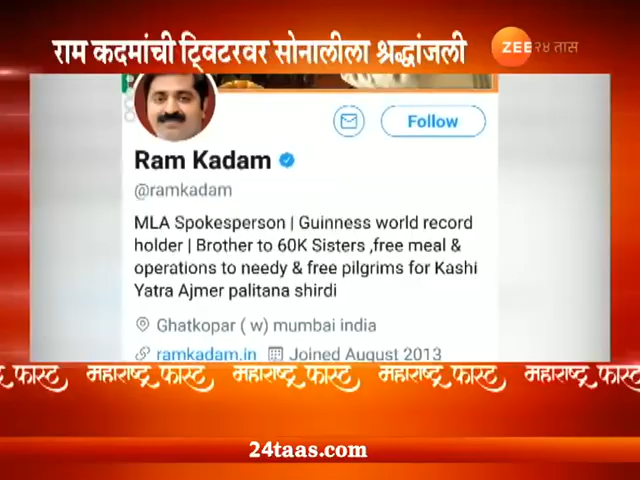 राम कदमांची ट्विटरवर सोनालीला श्रद्धांजली
ZEE २४ तास
Follow
Ram Kadam
@ramkadam
MLA Spokesperson | Guinness world record
holder | Brother to 60K Sisters ,free meal &
operations to needy & free pilgrims for Kashi
Yatra Ajmer palitana shirdi
Ghatkopar ( w) mumbai india
ramkadam.in Joined August 2013
महाराष्ट्र फास्ट महाराष्ट्र फास्ट महाराष्ट्र फास्ट महाराष्ट्र
24taas.com